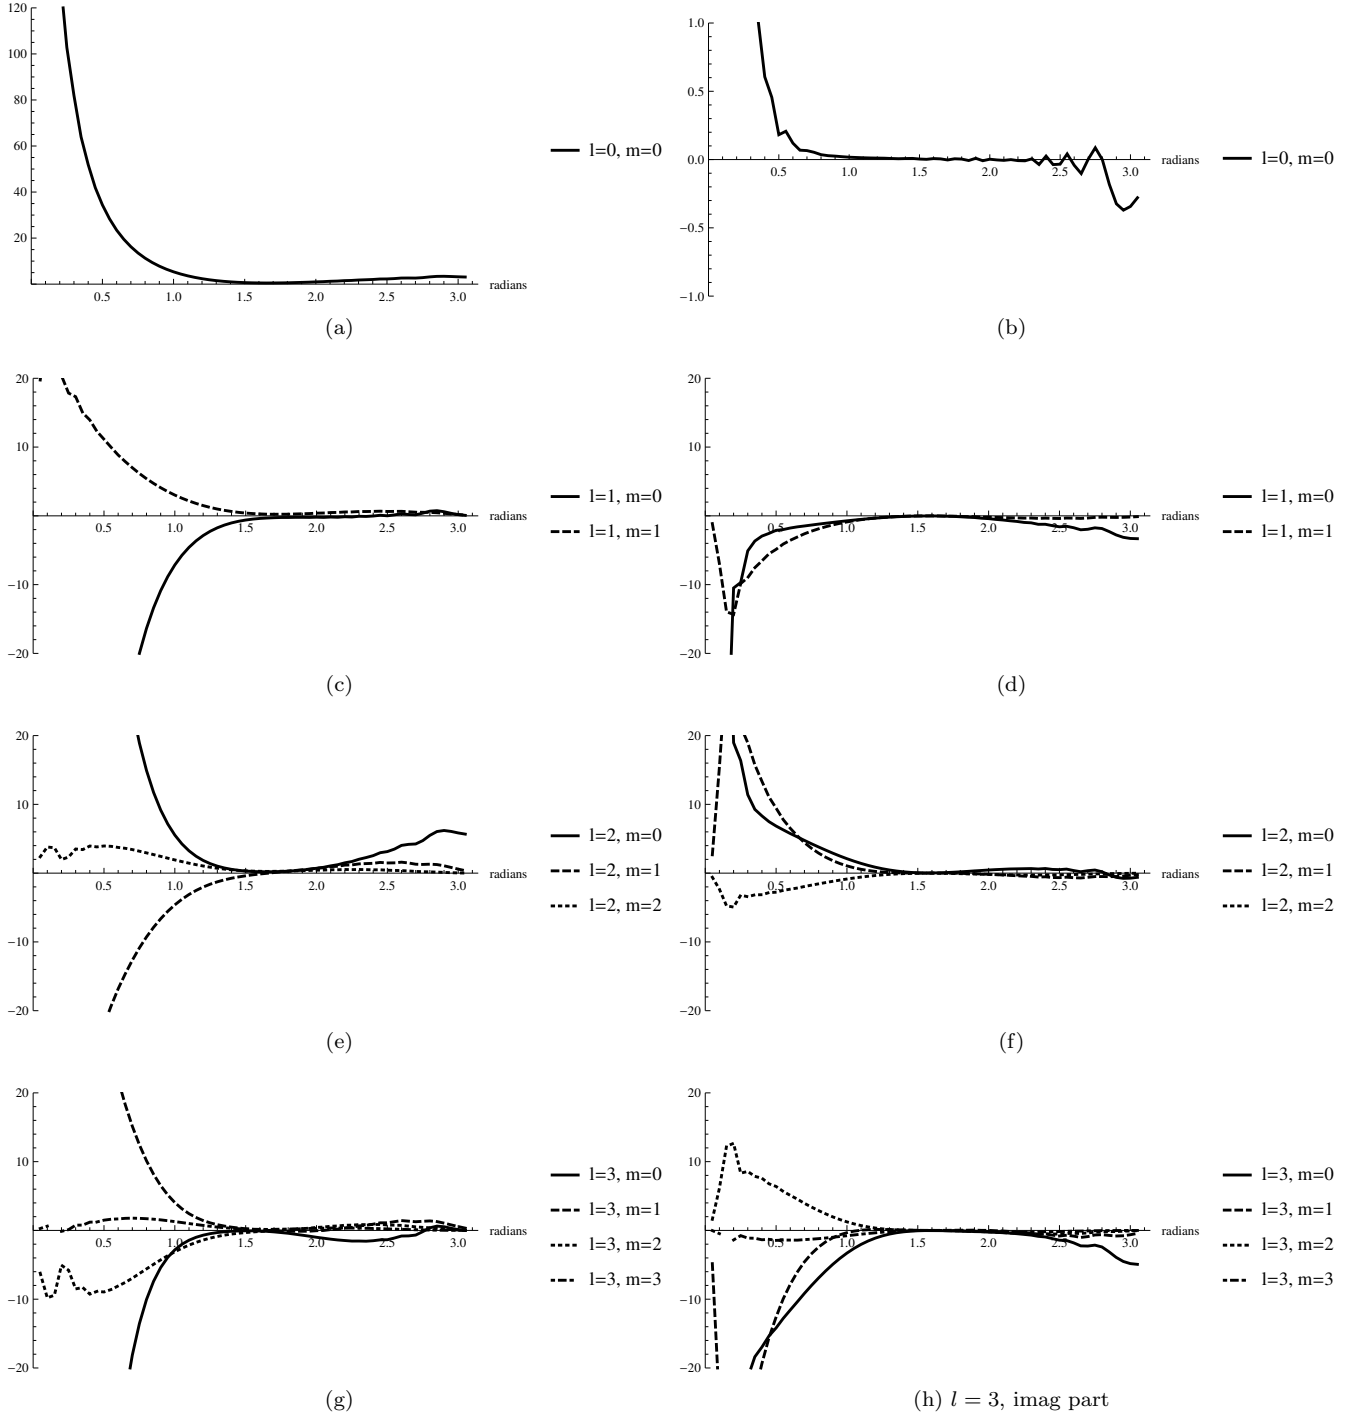 120
100
80
60
40
20
0.5 1.0 1.5 2.0 2.5 3.0
radians
l=0, m=0
(a)
1.0
0.5
0.0
−0.5
−1.0
0.5 1.0 1.5 2.0 2.5 3.0
radians
l=0, m=0
(b)
20
10
−10
−20
0.5 1.0 1.5 2.0 2.5 3.0
radians
l=1, m=0
l=1, m=1
(c)
20
10
−10
−20
0.5 1.0 1.5 2.0 2.5 3.0
radians
l=1, m=0
l=1, m=1
(d)
20
10
−10
−20
0.5 1.0 1.5 2.0 2.5 3.0
radians
l=2, m=0
l=2, m=1
l=2, m=2
(e)
20
10
−10
−20
0.5 1.0 1.5 2.0 2.5 3.0
radians
l=2, m=0
l=2, m=1
l=2, m=2
(f)
20
10
−10
−20
0.5 1.0 1.5 2.0 2.5 3.0
radians
l=3, m=0
l=3, m=1
l=3, m=2
l=3, m=3
(g)
20
10
−10
−20
0.5 1.0 1.5 2.0 2.5 3.0
radians
l=3, m=0
l=3, m=1
l=3, m=2
l=3, m=3
(h) l = 3, imag part